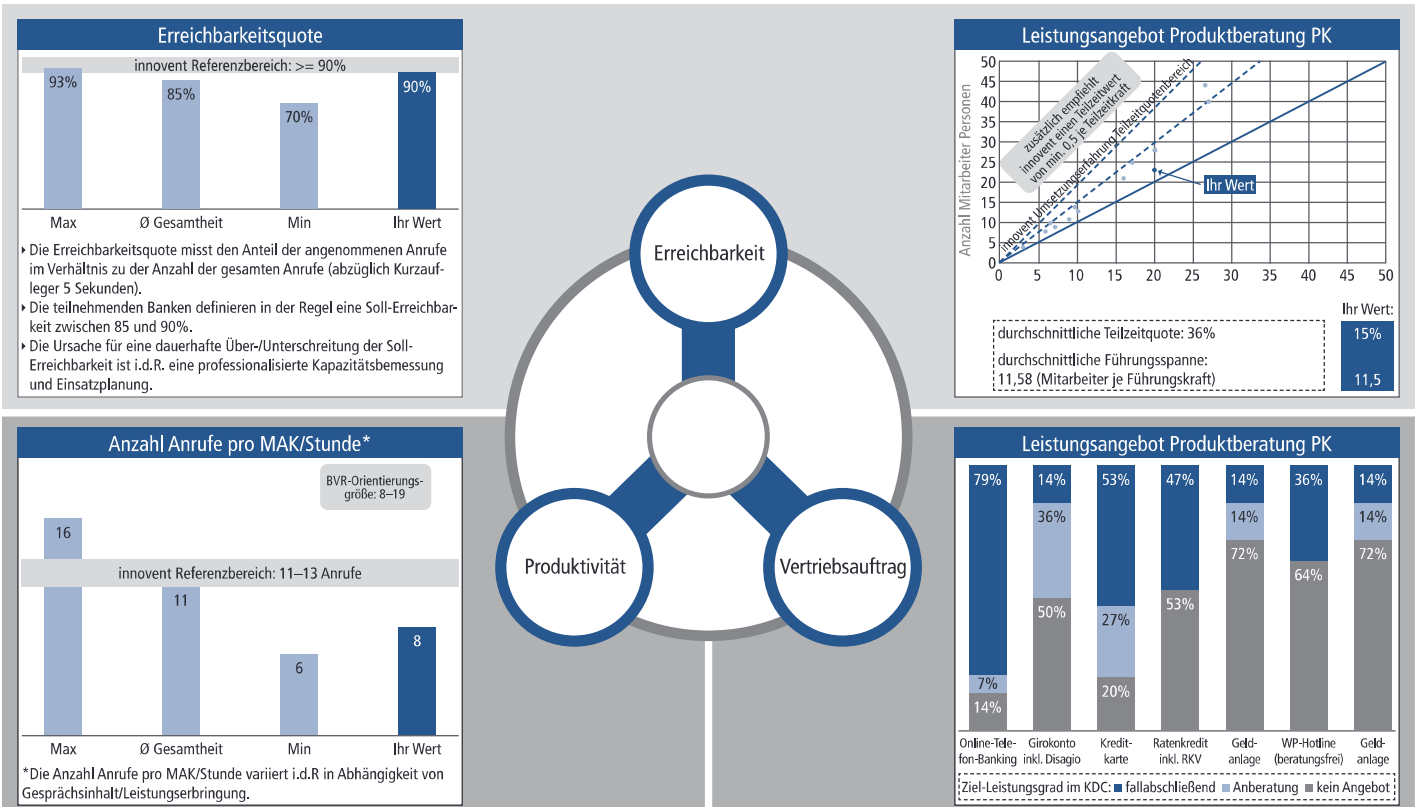 Erreichbarkeitsquote
innovent Referenzbereich: >= 90%
93%
85%
70%
90%
Max
Ø Gesamtheit
Min
Ihr Wert
‣ Die Erreichbarkeitsquote misst den Anteil der angenommenen Anrufe
im Verhältnis zu der Anzahl der gesamten Anrufe (abzüglich Kurzauf-
leger 5 Sekunden).
‣ Die teilnehmenden Banken definieren in der Regel eine Soll-Erreichbar-
keit zwischen 85 und 90%.
‣ Die Ursache für eine dauerhafte Über-/Unterschreitung der Soll-
Erreichbarkeit ist i.d.R. eine professionalisierte Kapazitätsbemessung
und Einsatzplanung.
Leistungsangebot Produktberatung PK
Anzahl Mitarbeiter Personen
50
45
40
35
30
25
20
15
10
5
0
zusätzlich empfiehlt
innovent einen Teilzeitwert
von min. 0,5 je Teilzeitkraft
innovent Umsetzungserfahrung Teilzeitquotenbereich
Ihr Wert
0 5 10 15 20 25 30 35 40 45 50
Ihr Wert:
durchschnittliche Teilzeitquote: 36%
15%
durchschnittliche Führungsspanne:
11,58 (Mitarbeiter je Führungskraft)
11,5
Erreichbarkeit
Produktivität
Vertriebsauftrag
Anzahl Anrufe pro MAK/Stunde*
BVR-Orientierungs-
größe: 8–19
16
innovent Referenzbereich: 11–13 Anrufe
11
6
8
Max
Ø Gesamtheit
Min
Ihr Wert
*Die Anzahl Anrufe pro MAK/Stunde variiert i.d.R in Abhängigkeit von
Gesprächsinhalt/Leistungserbringung.
Leistungsangebot Produktberatung PK
79% 14% 53% 47% 14% 36% 14%
36% 14% 14%
27%
72% 72%
64%
50% 53%
7%
20%
14%
Online-Tele-
fon-Banking
Girokonto
inkl. Disagio
Kredit-
karte
Ratenkredit
inkl. RKV
Geld-
anlage
WP-Hotline
(beratungsfrei)
Geld-
anlage
Ziel-Leistungsgrad im KDC: fallabschließend Anberatung kein Angebot